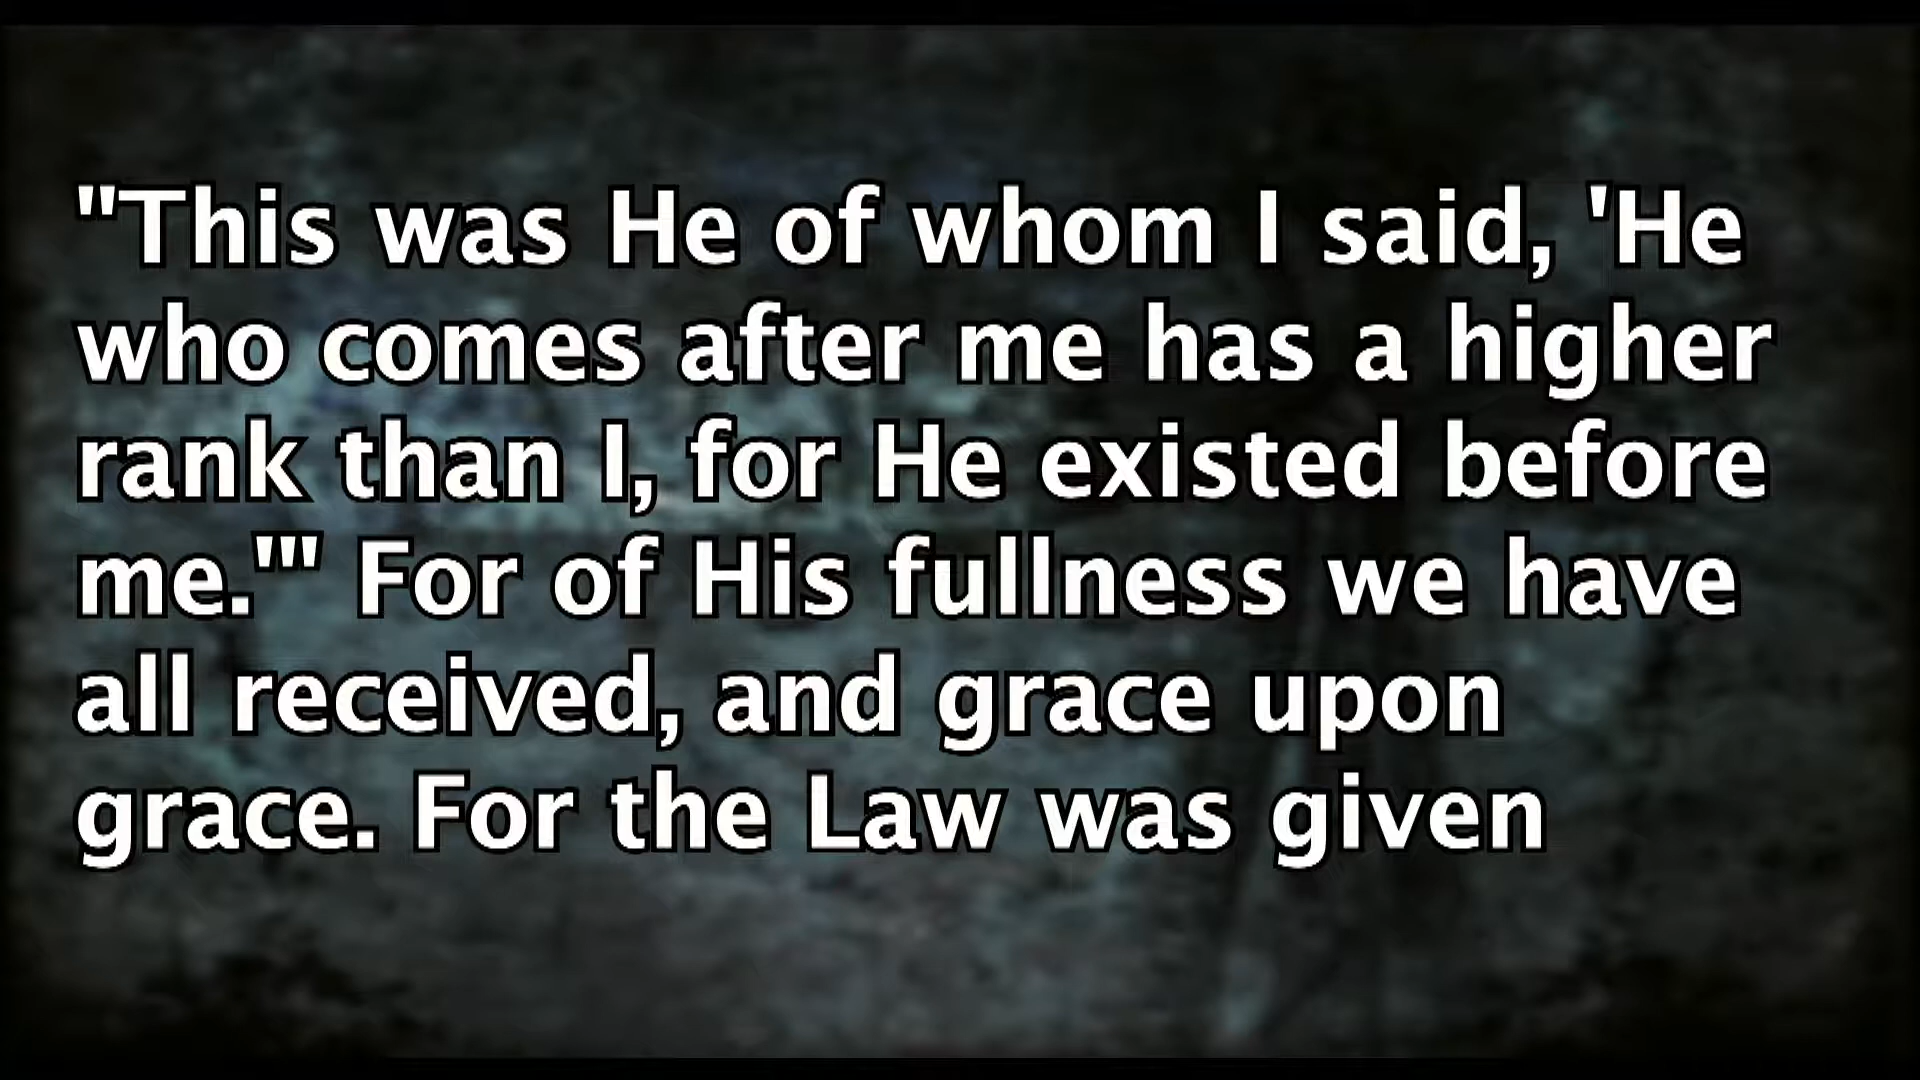 "This was He of whom I said, 'He
who comes after me has a higher
rank than I, for He existed before
me.'" For of His fullness we have
all received, and grace upon
grace. For the Law was given